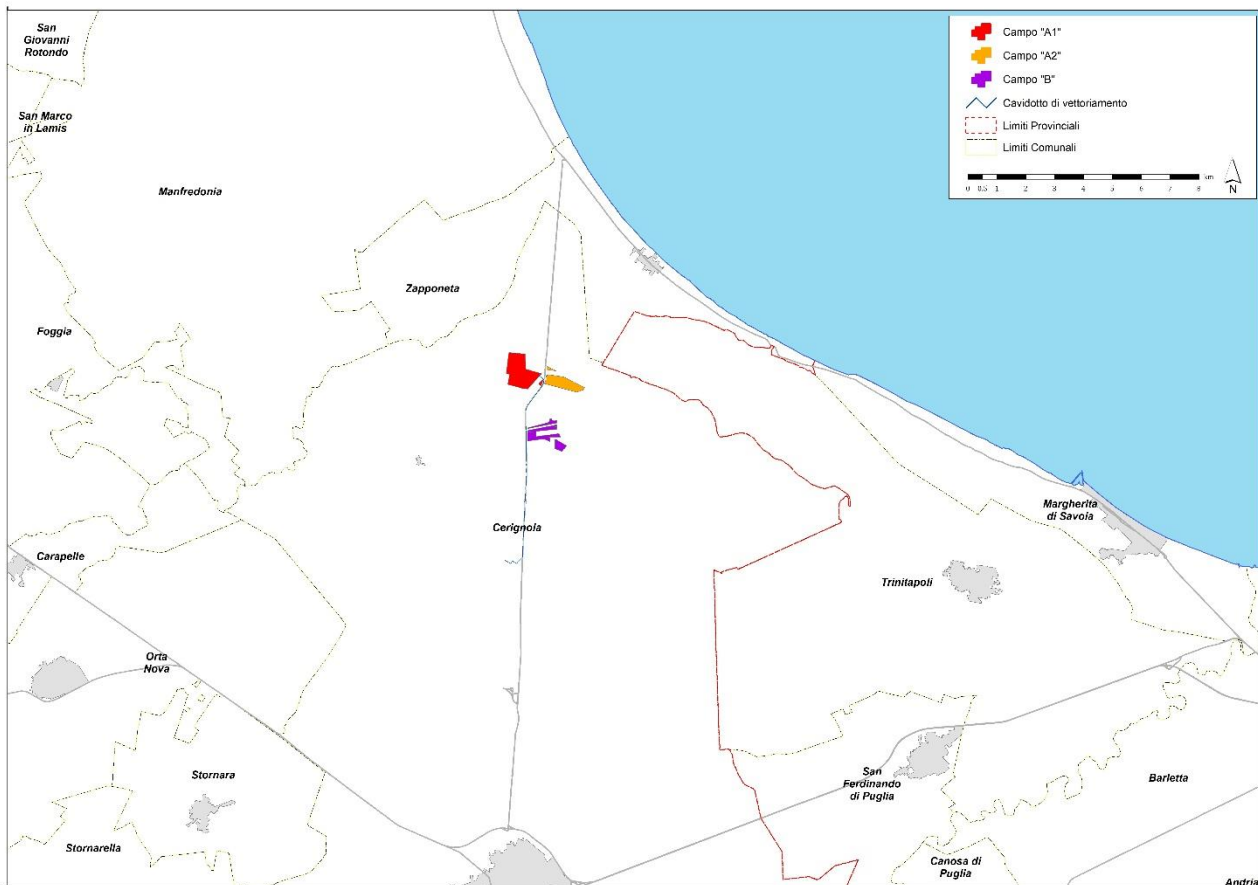 San
Giovanni
Rotondo
San Marco
in Lamis
Manfredonia
Zapponeta
Foggia
Cerignola
Carapelle
Orta
Nova
Stornara
Stornarella
Margherita
di Savoia
Trinitapoli
San
Ferdinando
di Puglia
Barletta
Canosa di
Puglia
Andria
Campo "A1"
Campo "A2"
Campo "B"
Cavidotto di vettoriamento
Limiti Provinciali
Limiti Comunali
0 0.5 1 2 3 4 5 6 7 8 km
N